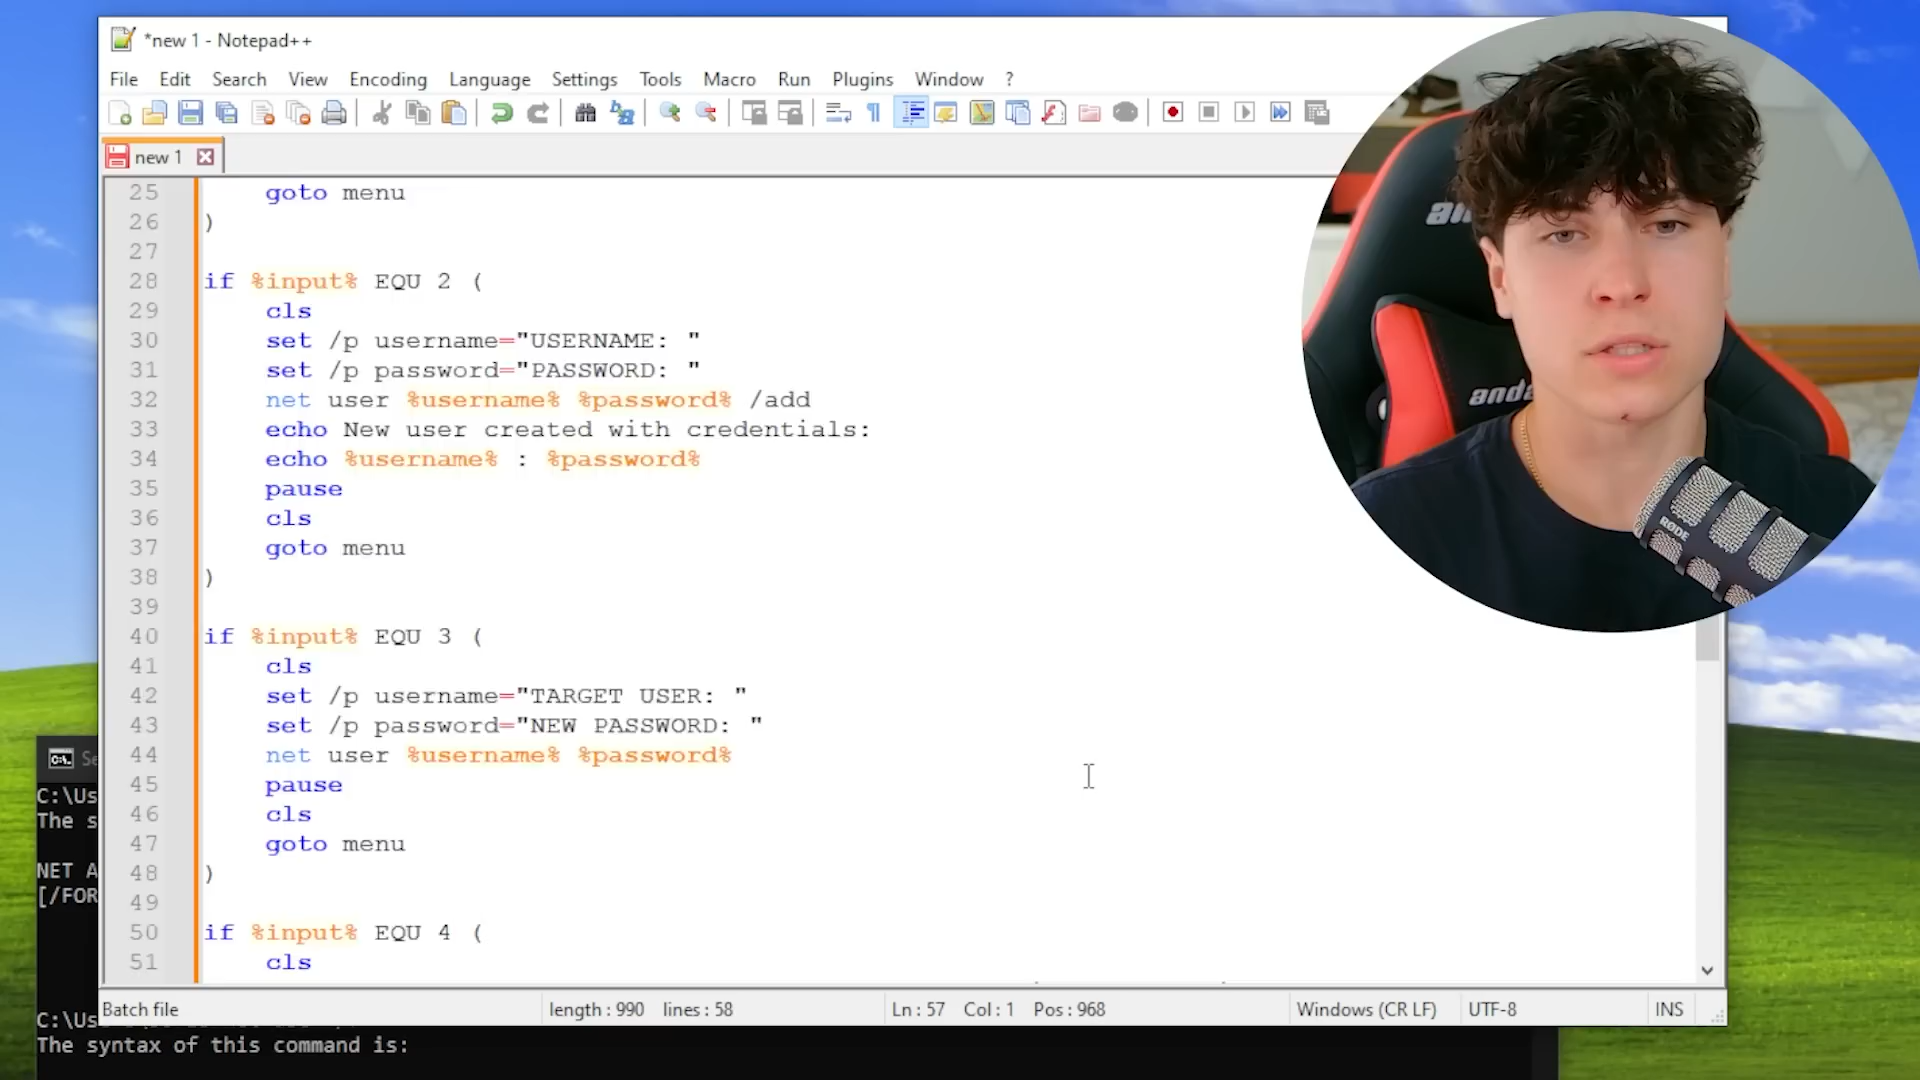 *new 1 - Notepad++
File Edit Search View Encoding Language Settings Tools Macro Run Plugins Window ?
new 1
25 goto menu
26 )
27
28 if %input% EQU 2 (
29 cls
30 set /p username="USERNAME: "
31 set /p password="PASSWORD: "
32 net user %username% %password% /add
33 echo New user created with credentials:
34 echo %username% : %password%
35 pause
36 cls
37 goto menu
38 )
39
40 if %input% EQU 3 (
41 cls
42 set /p username="TARGET USER: "
43 set /p password="NEW PASSWORD: "
44 net user %username% %password%
45 pause
46 cls
47 goto menu
48 )
49
50 if %input% EQU 4 (
51 cls
Batch file length : 990 lines : 58 Ln : 57 Col : 1 Pos : 968 Windows (CR LF) UTF-8 INS
C:\Us
The s
NET A
[/FOR
C:\Us
The syntax of this command is:
RØDE